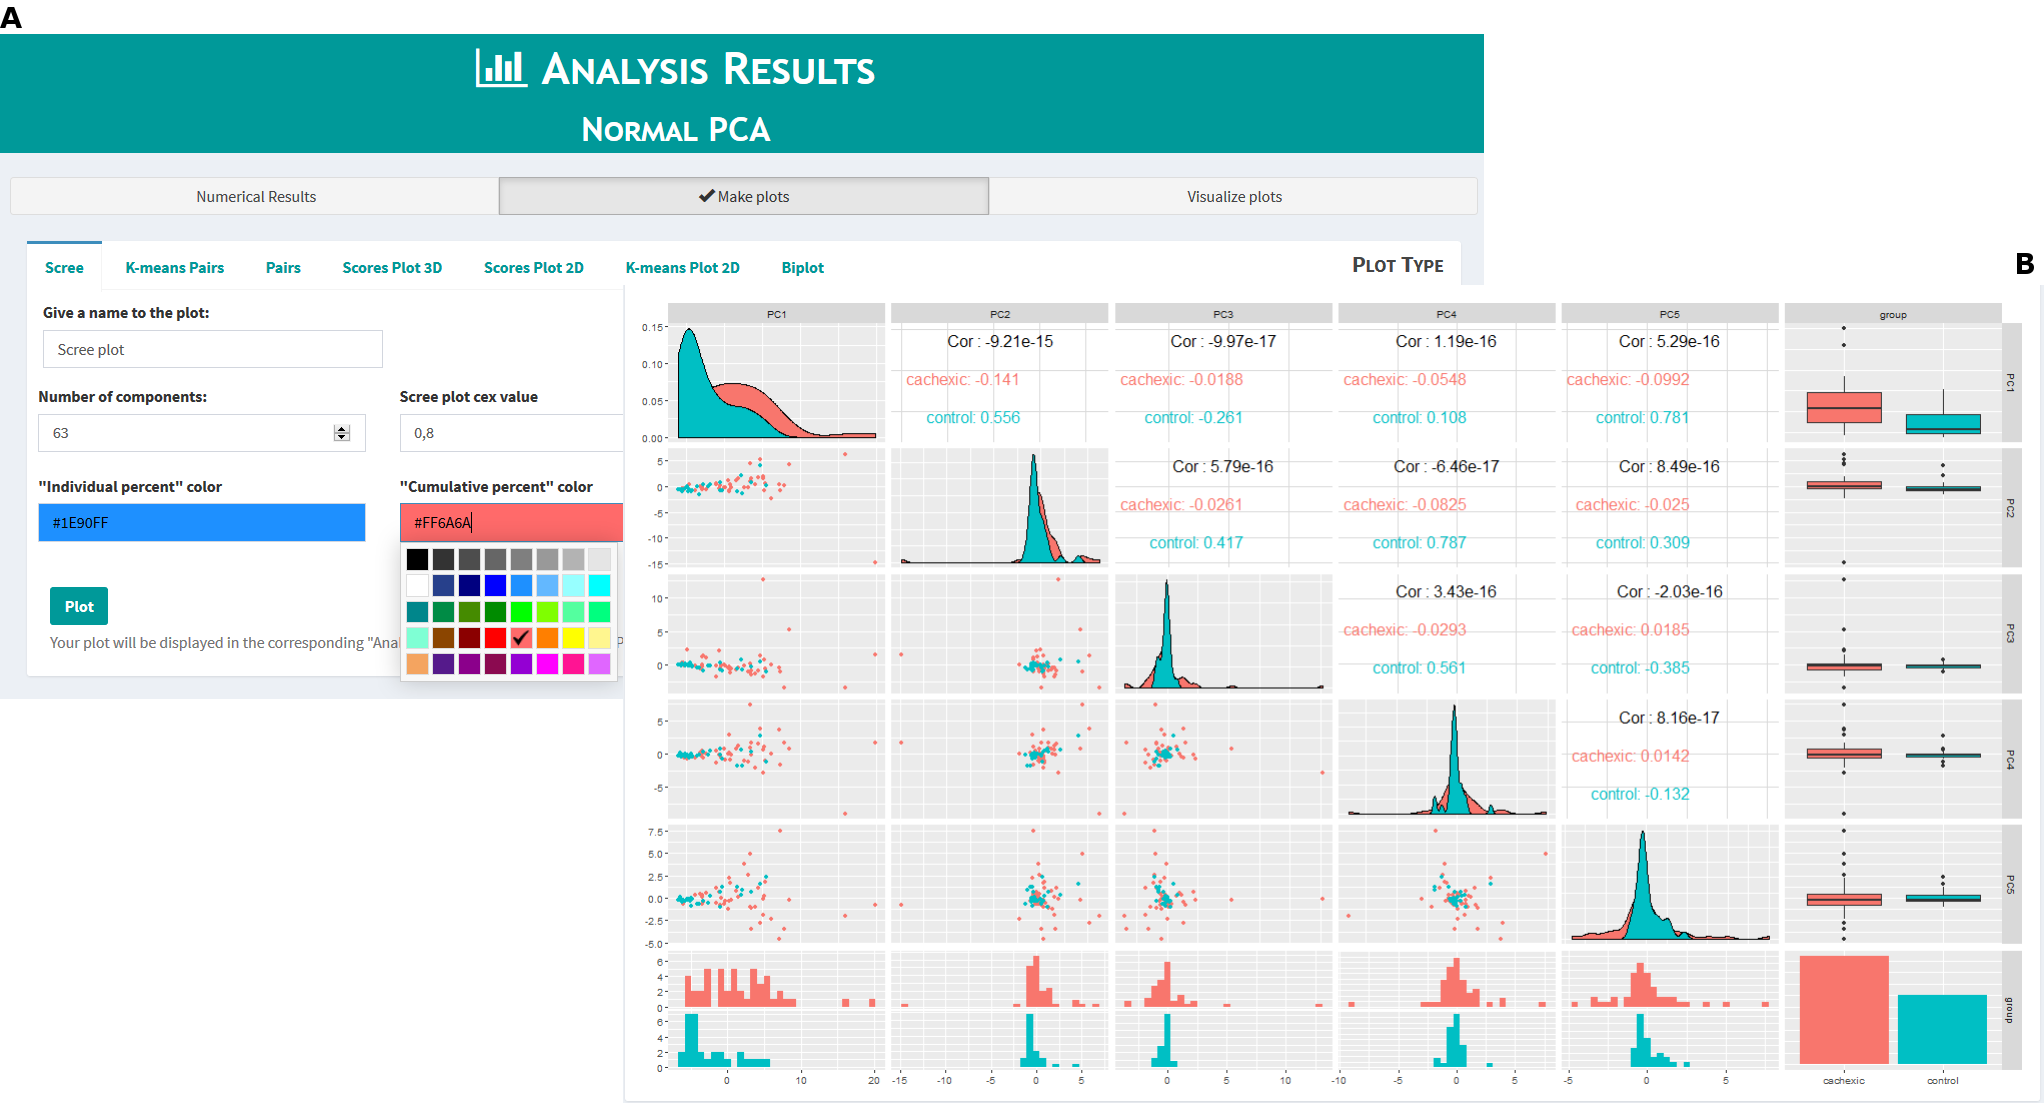 A
ANALYSIS RESULTS
NORMAL PCA
Numerical Results
Make plots
Visualize plots
Scree
K-means Pairs
Pairs
Scores Plot 3D
Scores Plot 2D
K-means Plot 2D
Biplot
PLOT TYPE
Give a name to the plot:
Scree plot
Number of components:
Scree plot cex value
63
0,8
"Individual percent" color
"Cumulative percent" color
#1E90FF
#FF6A6A
Plot
Your plot will be displayed in the corresponding "Anal
B
PC1 PC2 PC3 PC4 PC5 group
0.15
0.10
0.05
0.00
Cor : -9.21e-15
cachexic: -0.141
control: 0.556
Cor : -9.97e-17
cachexic: -0.0188
control: -0.261
Cor : 1.19e-16
cachexic: -0.0548
control: 0.108
Cor : 5.29e-16
cachexic: -0.0992
control: 0.781
PC1
5
0
-5
-10
-15
Cor : 5.79e-16
cachexic: -0.0261
control: 0.417
Cor : -6.46e-17
cachexic: -0.0825
control: 0.787
Cor : 8.49e-16
cachexic: -0.025
control: 0.309
PC2
10
5
0
Cor : 3.43e-16
cachexic: -0.0293
control: 0.561
Cor : -2.03e-16
cachexic: 0.0185
control: -0.385
PC3
5
0
-5
Cor : 8.16e-17
cachexic: 0.0142
control: -0.132
PC4
7.5
5.0
2.5
0.0
-2.5
-5.0
PC5
6
4
2
0
6
4
2
0
group
0 10 20
-15 -10 -5 0 5
0 5 10
-10 -5 0 5
-5 0 5
cachexic control